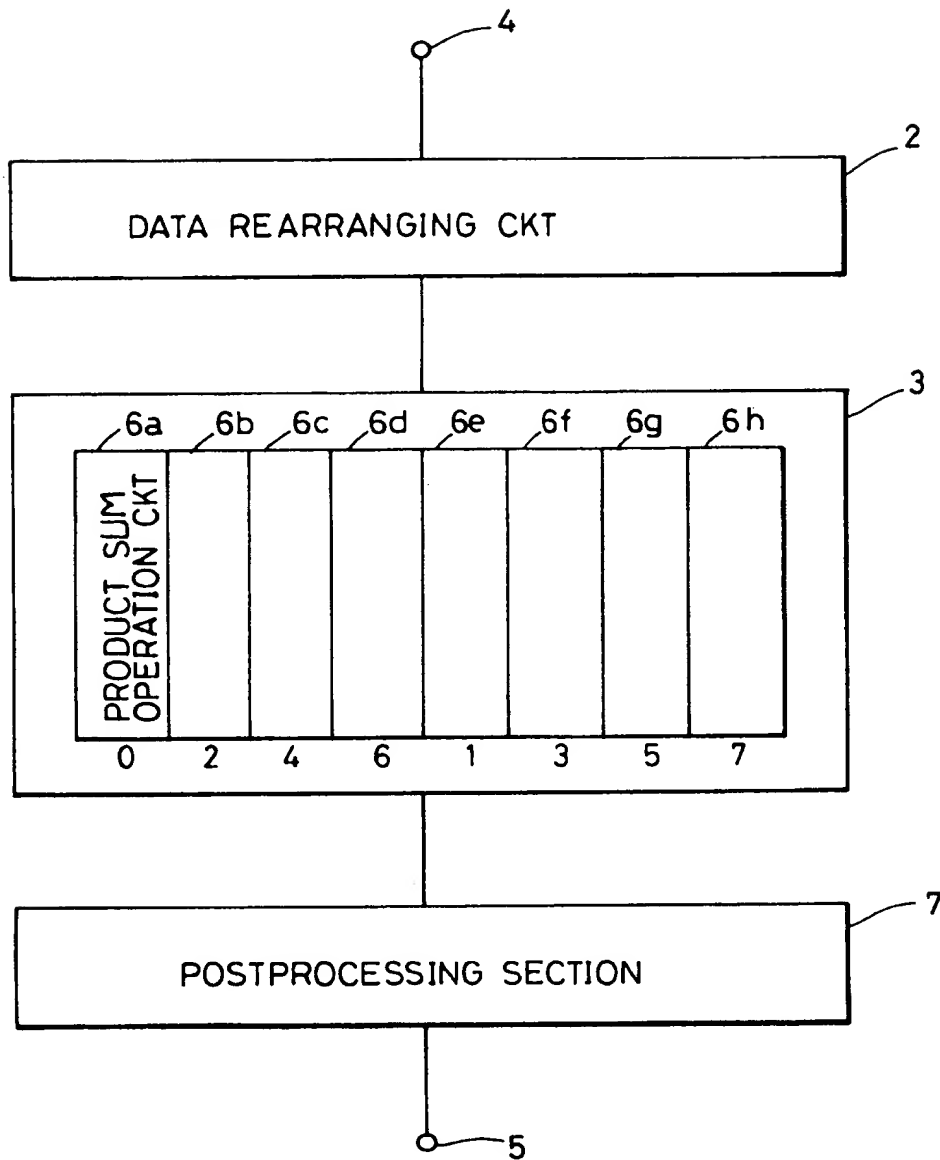 4
2
DATA REARRANGING CKT
3
6a 6b 6c 6d 6e 6f 6g 6h
PRODUCT SUM
OPERATION CKT
0 2 4 6 1 3 5 7
7
POSTPROCESSING SECTION
5